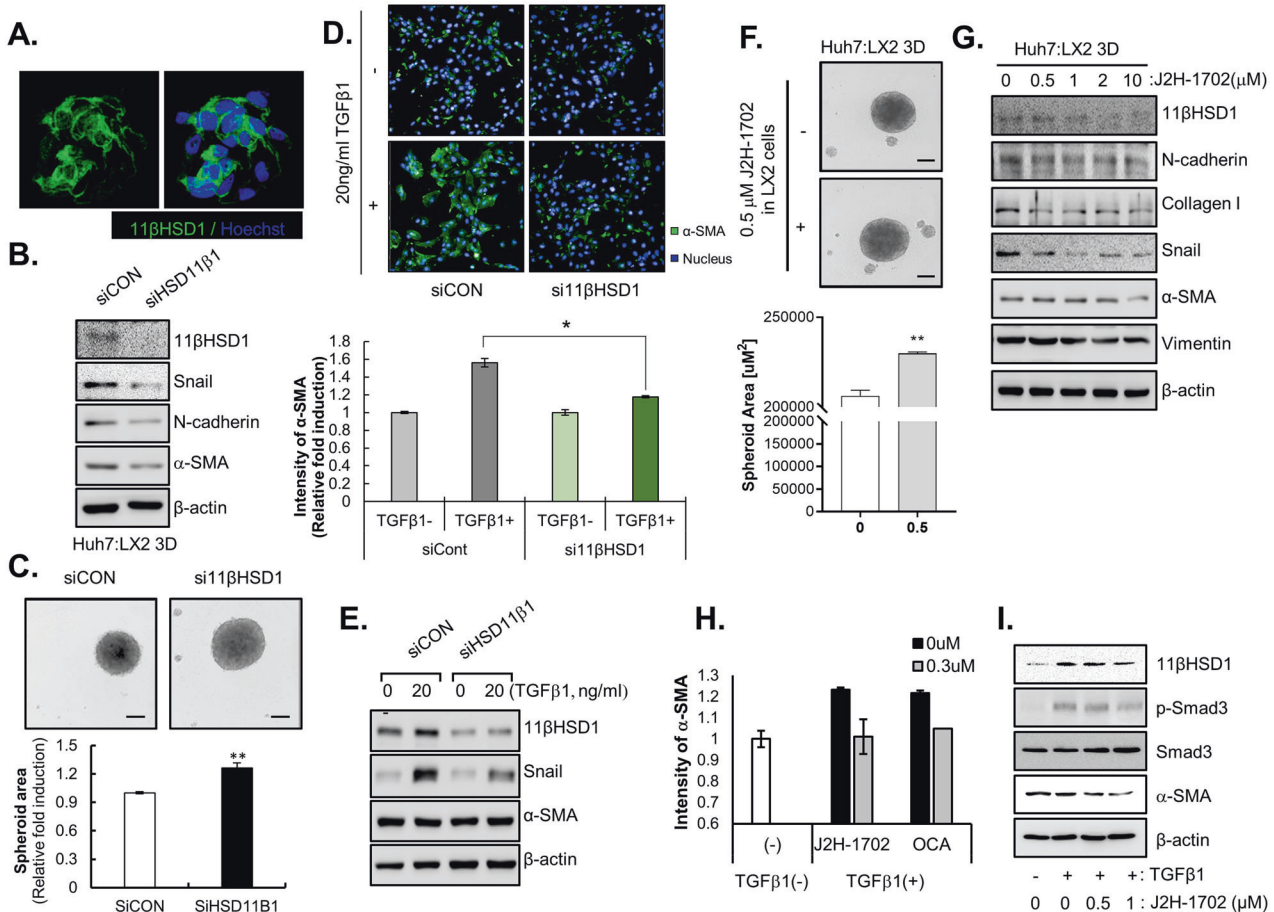 A.
11βHSD1 / Hoechst
B.
siCON
siHSD11β1
11βHSD1
Snail
N-cadherin
α-SMA
β-actin
Huh7:LX2 3D
C.
siCON
si11βHSD1
Spheroid area
(Relative fold induction)
1.5
1.2
0.9
0.6
0.3
0
**
SiCON
SiHSD11B1
D.
20ng/ml TGFβ1
-
+
α-SMA
Nucleus
siCON
si11βHSD1
Intensity of α-SMA
(Relative fold induction)
1.8
1.6
1.4
1.2
1
0.8
0.6
0.4
0.2
0
*
TGFβ1-
TGFβ1+
TGFβ1-
TGFβ1+
siCont
si11βHSD1
E.
siCON
siHSD11β1
0 20 0 20 (TGFβ1, ng/ml)
11βHSD1
Snail
α-SMA
β-actin
F.
Huh7:LX2 3D
0.5 μM J2H-1702
in LX2 cells
-
+
Spheroid Area [uM²]
250000
200000
200000
150000
100000
50000
0
**
0
0.5
G.
Huh7:LX2 3D
0 0.5 1 2 10 :J2H-1702(μM)
11βHSD1
N-cadherin
Collagen I
Snail
α-SMA
Vimentin
β-actin
H.
0uM
0.3uM
Intensity of α-SMA
1.3
1.2
1.1
1
0.9
0.8
0.7
0.6
(-)
J2H-1702
OCA
TGFβ1(-)
TGFβ1(+)
I.
11βHSD1
p-Smad3
Smad3
α-SMA
β-actin
- + + + : TGFβ1
0 0 0.5 1 : J2H-1702 (μM)